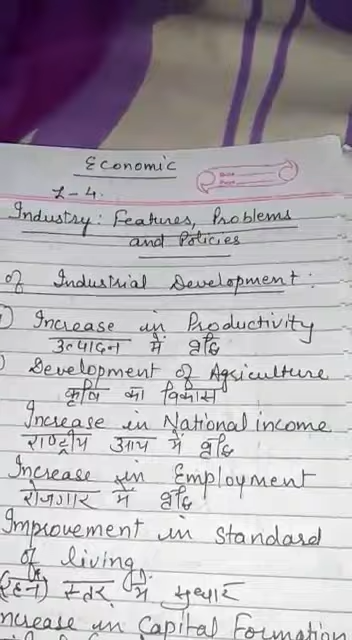 Economic
L-4.
Industry: Features, Problems
and Policies
of Industrial Development:
Increase in Productivity
उत्पादन में वृद्धि
Development of Agriculture
कृषि का विकास
Increase in National income
राष्ट्रीय आय में वृद्धि
Increase in Employment
रोजगार में वृद्धि
Improvement in standard
of living.
स्तर में सुधार
Increase in Capital Formation